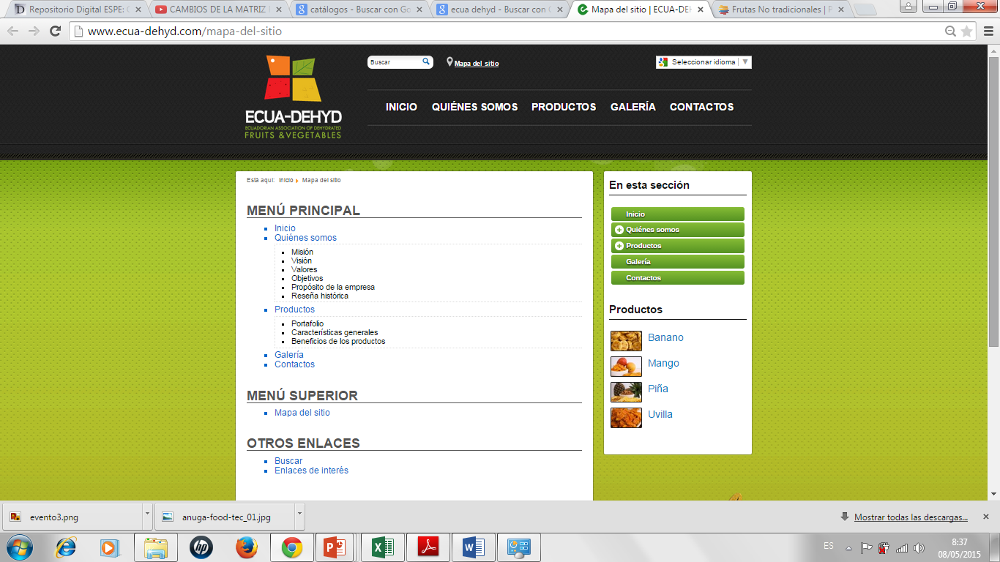 Repositorio Digital ESPE: C
CAMBIOS DE LA MATRIZ
catálogos - Buscar con Go
ecua dehyd - Buscar con G
Mapa del sitio | ECUA-DEH
Frutas No tradicionales | P
www.ecua-dehyd.com/mapa-del-sitio
Buscar
Mapa del sitio
Seleccionar idioma
ECUA-DEHYD
ECUADORIAN ASSOCIATION OF DEHYDRATED
FRUITS & VEGETABLES
INICIO QUIÉNES SOMOS PRODUCTOS GALERÍA CONTACTOS
Está aquí: Inicio Mapa del sitio
MENÚ PRINCIPAL
Inicio
Quiénes somos
Misión
Visión
Valores
Objetivos
Propósito de la empresa
Reseña histórica
Productos
Portafolio
Características generales
Beneficios de los productos
Galería
Contactos
MENÚ SUPERIOR
Mapa del sitio
OTROS ENLACES
Buscar
Enlaces de interés
En esta sección
Inicio
Quiénes somos
Productos
Galería
Contactos
Productos
Banano
Mango
Piña
Uvilla
evento3.png
anuga-food-tec_01.jpg
Mostrar todas las descargas...
ES
8:37
08/05/2015